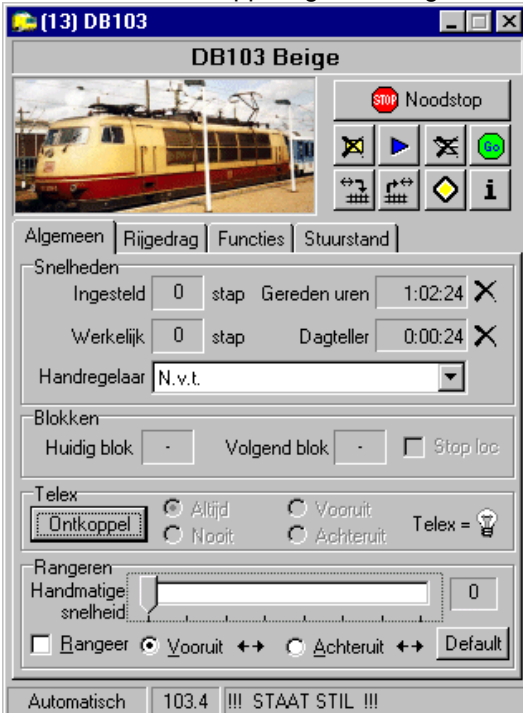 (13) DB103
DB103 Beige
STOP Noodstop
Go
i
Algemeen Rijgedrag Functies Stuurstand
Snelheden
Ingesteld 0 stap Gereden uren 1:02:24
Werkelijk 0 stap Dagteller 0:00:24
Handregelaar N.v.t.
Blokken
Huidig blok - Volgend blok - Stop loc
Telex
Ontkoppel Altijd Vooruit Telex =
Nooit Achteruit
Rangeren
Handmatige
snelheid 0
Rangeer Vooruit Achteruit Default
Automatisch 103.4 !!! STAAT STIL !!!